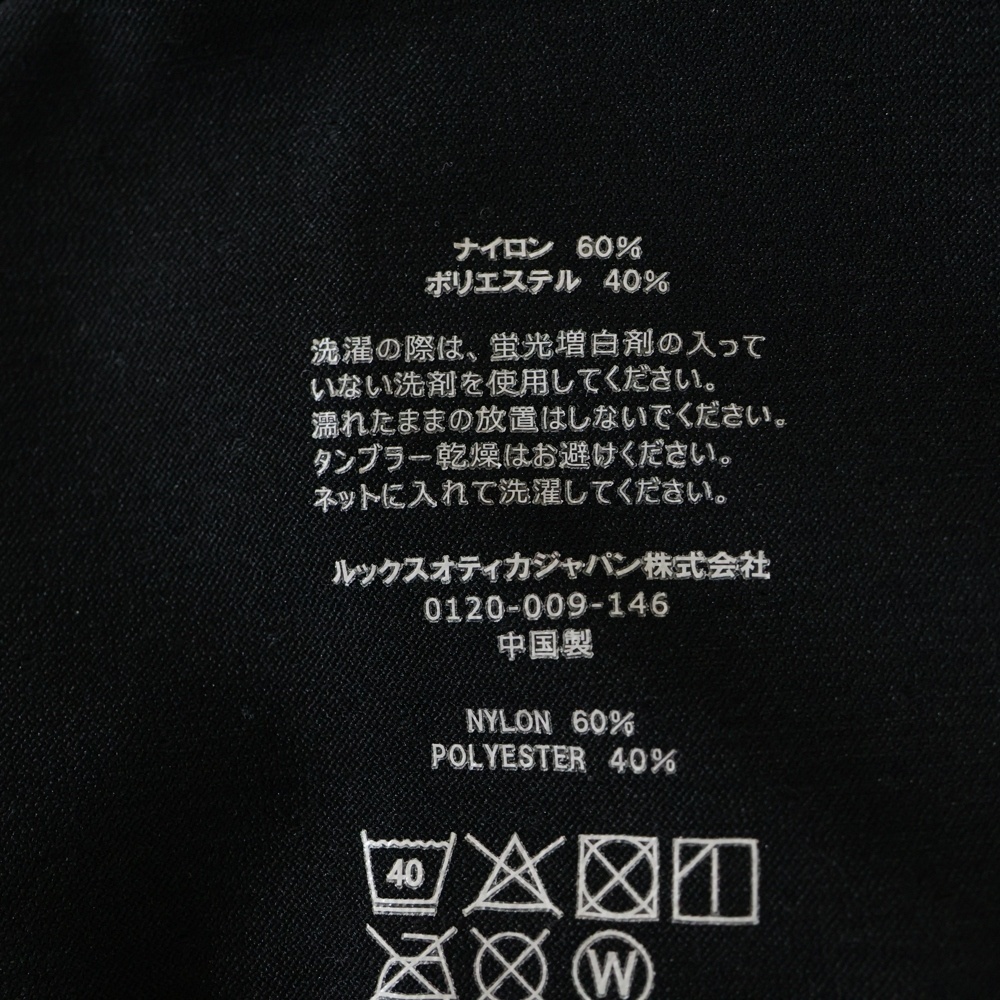 ナイロン 60%
ポリエステル 40%
洗濯の際は、蛍光増白剤の入って
いない洗剤を使用してください。
濡れたままの放置はしないでください。
タンブラー乾燥はお避けください。
ネットに入れて洗濯してください。
ルックスオティカジャパン株式会社
0120-009-146
中国製
NYLON 60%
POLYESTER 40%
40
W